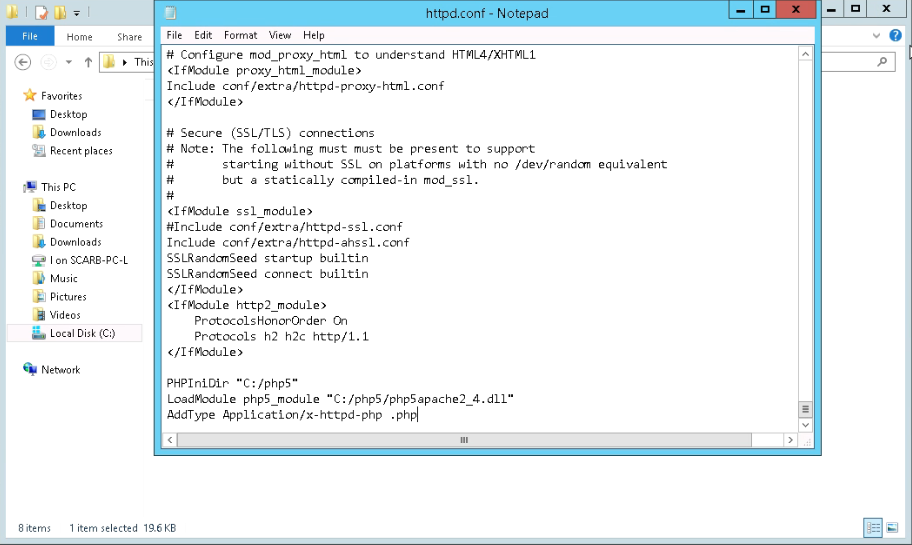 httpd.conf - Notepad
File Home Share
File Edit Format View Help
This
Favorites
Desktop
Downloads
Recent places
This PC
Desktop
Documents
Downloads
I on SCARB-PC-L
Music
Pictures
Videos
Local Disk (C:)
Network
# Configure mod_proxy_html to understand HTML4/XHTML1
<IfModule proxy_html_module>
Include conf/extra/httpd-proxy-html.conf
</IfModule>
# Secure (SSL/TLS) connections
# Note: The following must must be present to support
#       starting without SSL on platforms with no /dev/random equivalent
#       but a statically compiled-in mod_ssl.
#
<IfModule ssl_module>
#Include conf/extra/httpd-ssl.conf
Include conf/extra/httpd-ahssl.conf
SSLRandomSeed startup builtin
SSLRandomSeed connect builtin
</IfModule>
<IfModule http2_module>
    ProtocolsHonorOrder On
    Protocols h2 h2c http/1.1
</IfModule>
PHPIniDir "C:/php5"
LoadModule php5_module "C:/php5/php5apache2_4.dll"
AddType Application/x-httpd-php .php
8 items 1 item selected 19.6 KB